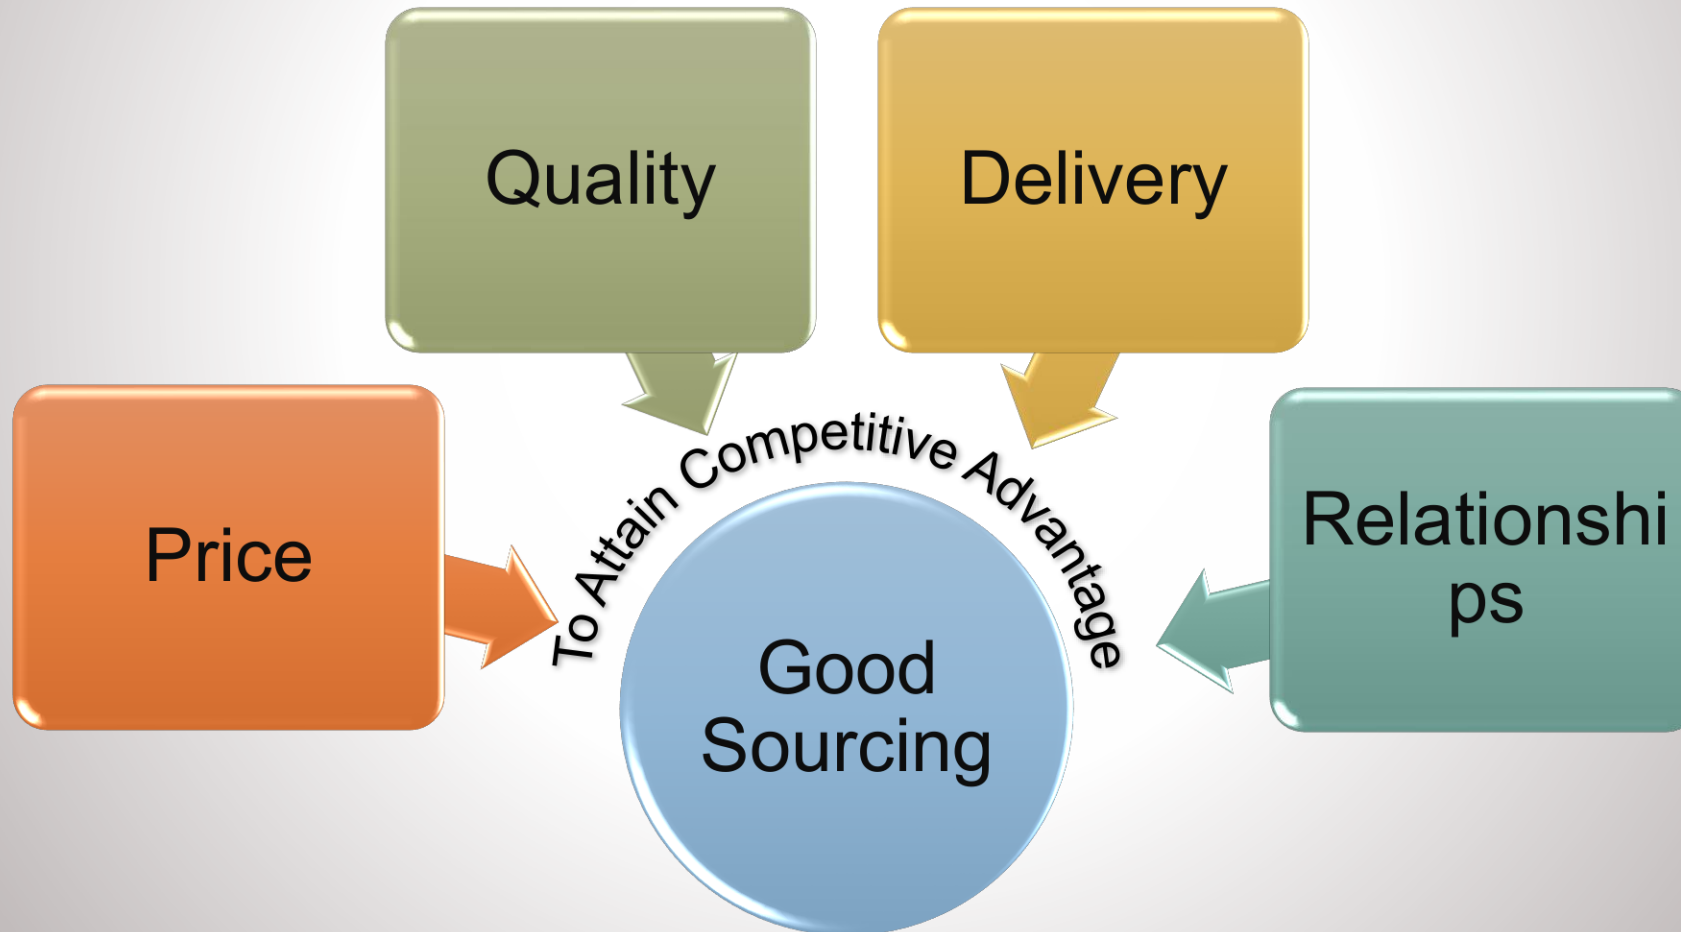 Quality
Delivery
Price
Relationshi
ps
To Attain Competitive Advantage
Good
Sourcing